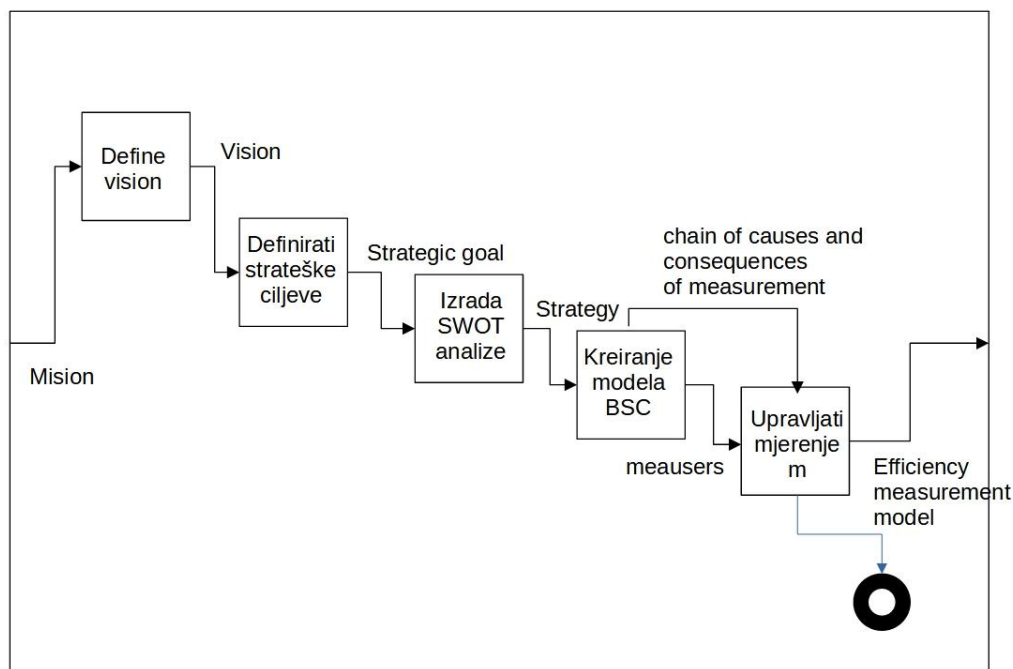 Define
vision
Vision
Definirati
strateške
ciljeve
Strategic goal
Izrada
SWOT
analize
Strategy
chain of causes and
consequences
of measurement
Kreiranje
modela
BSC
Mision
meausers
Upravljati
mjerenje
m
Efficiency
measurement
model